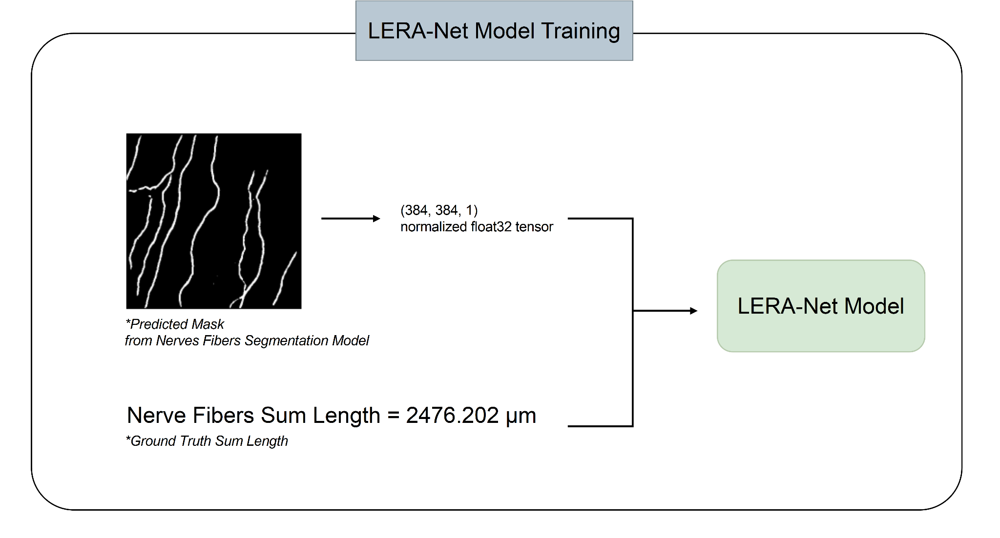 LERA-Net Model Training
(384, 384, 1)
normalized float32 tensor
*Predicted Mask
from Nerves Fibers Segmentation Model
LERA-Net Model
Nerve Fibers Sum Length = 2476.202 μm
*Ground Truth Sum Length